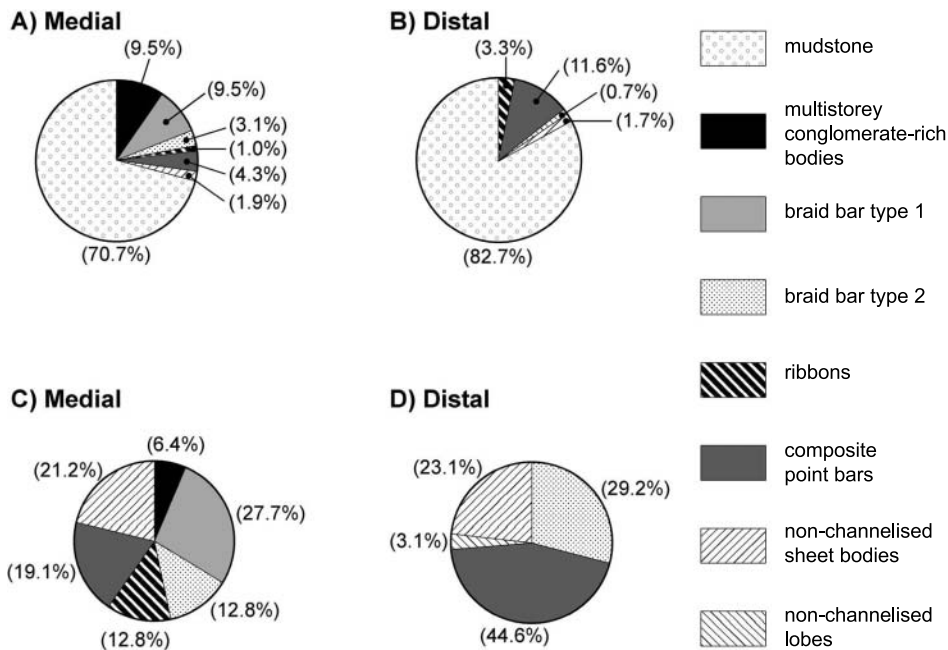 A) Medial
(9.5%)
(9.5%)
(3.1%)
(1.0%)
(4.3%)
(1.9%)
(70.7%)
B) Distal
(3.3%)
(11.6%)
(0.7%)
(1.7%)
(82.7%)
C) Medial
(6.4%)
(21.2%)
(27.7%)
(19.1%)
(12.8%)
(12.8%)
D) Distal
(23.1%)
(29.2%)
(3.1%)
(44.6%)
mudstone
multistorey
conglomerate-rich
bodies
braid bar type 1
braid bar type 2
ribbons
composite
point bars
non-channelised
sheet bodies
non-channelised
lobes